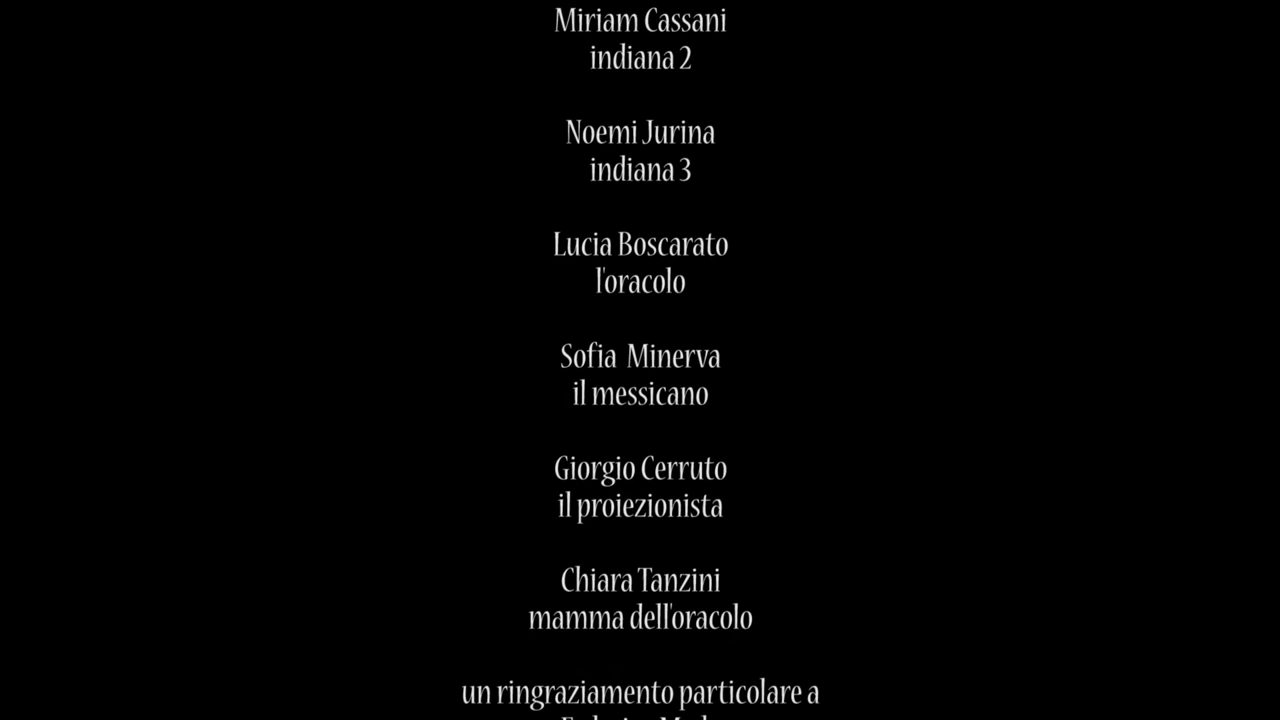 Miriam Cassani
indiana 2
Noemi Jurina
indiana 3
Lucia Boscarato
l'oracolo
Sofia  Minerva
il messicano
Giorgio Cerruto
il proiezionista
Chiara Tanzini
mamma dell'oracolo
un ringraziamento particolare a